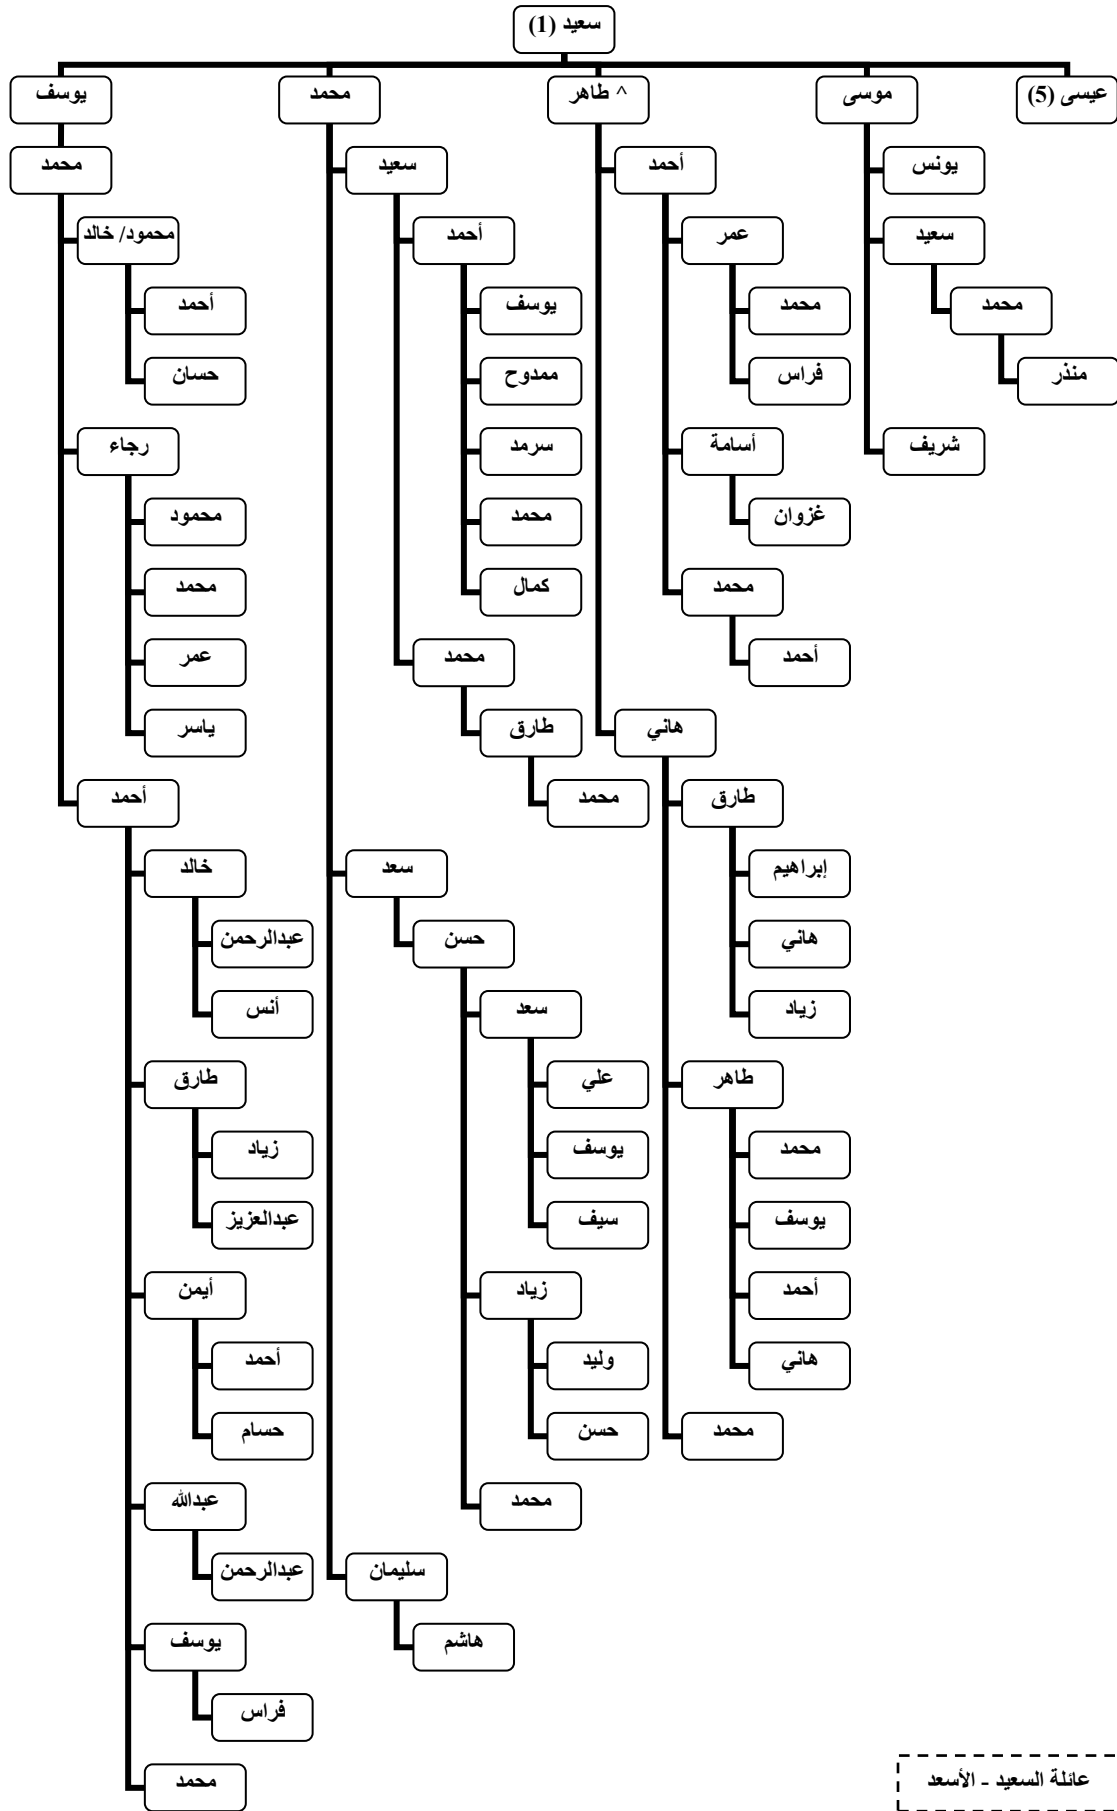 سعيد (1)
عيسى (5)
موسى
^ طاهر
محمد
يوسف
يونس
أحمد
سعيد
محمد
سعيد
عمر
أحمد
محمود/ خالد
محمد
محمد
يوسف
أحمد
منذر
فراس
ممدوح
حسان
شريف
أسامة
سرمد
رجاء
غزوان
محمد
محمود
محمد
كمال
محمد
أحمد
محمد
عمر
هاني
طارق
ياسر
طارق
محمد
أحمد
إبراهيم
سعد
خالد
هاني
حسن
عبدالرحمن
زياد
سعد
أنس
طاهر
علي
طارق
محمد
يوسف
زياد
يوسف
سيف
عبدالعزيز
أحمد
زياد
أيمن
هاني
وليد
أحمد
محمد
حسن
حسام
محمد
عبدالله
سليمان
عبدالرحمن
هاشم
يوسف
فراس
محمد
عائلة السعيد - الأسعد